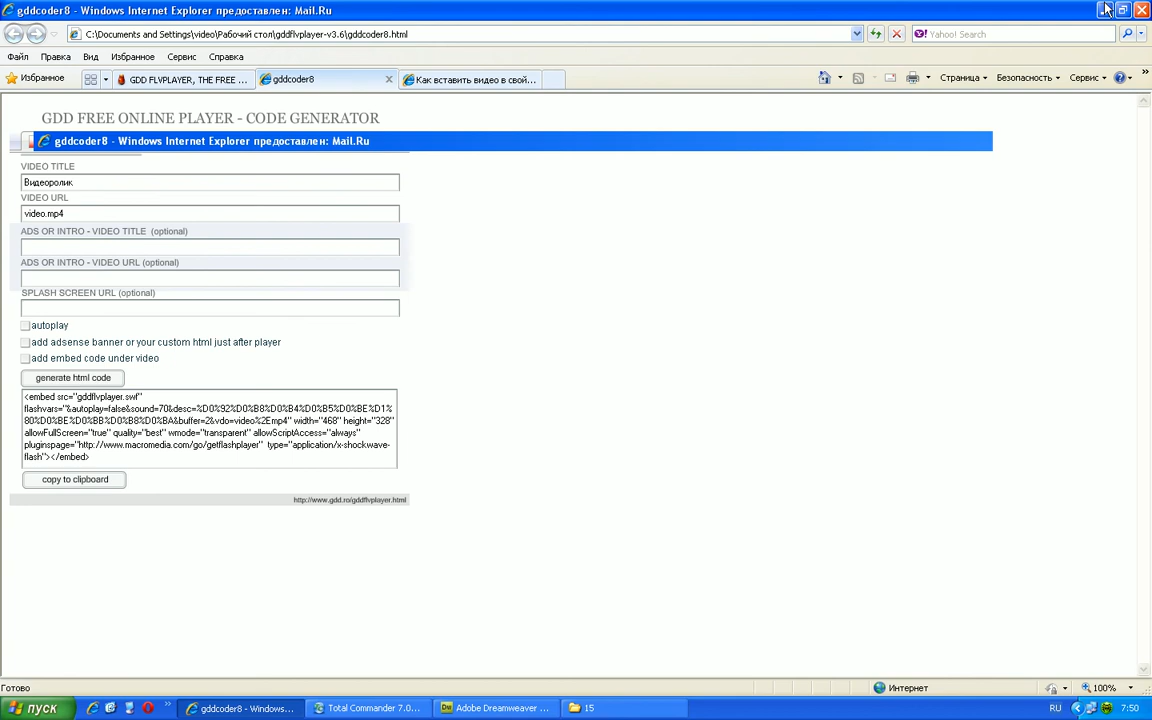 gddcoder8 - Windows Internet Explorer предоставлен: Mail.Ru
C:\Documents and Settings\video\Рабочий стол\gddflvplayer-v3.6\gddcoder8.html
Yahoo! Search
Файл Правка Вид Избранное Сервис Справка
Избранное
GDD FLVPLAYER, THE FREE ...
gddcoder8
Как вставить видео в свой...
Страница Безопасность Сервис
GDD FREE ONLINE PLAYER - CODE GENERATOR
gddcoder8 - Windows Internet Explorer предоставлен: Mail.Ru
VIDEO TITLE
Видеоролик
VIDEO URL
video.mp4
ADS OR INTRO - VIDEO TITLE (optional)
ADS OR INTRO - VIDEO URL (optional)
SPLASH SCREEN URL (optional)
autoplay
add adsense banner or your custom html just after player
add embed code under video
generate html code
<embed src="gddflvplayer.swf"
flashvars="&autoplay=false&sound=70&desc=%D0%92%D0%B8%D0%B4%D0%B5%D0%BE%D1%
80%D0%BE%D0%BB%D0%B8%D0%BA&buffer=2&vdo=video%2Emp4" width="468" height="328"
allowFullScreen="true" quality="best" wmode="transparent" allowScriptAccess="always"
pluginspage="http://www.macromedia.com/go/getflashplayer" type="application/x-shockwave-
flash"></embed>
copy to clipboard
http://www.gdd.ro/gddflvplayer.html
Готово
Интернет
100%
пуск
gddcoder8 - Windows...
Total Commander 7.0...
Adobe Dreamweaver ...
15
RU
7:50